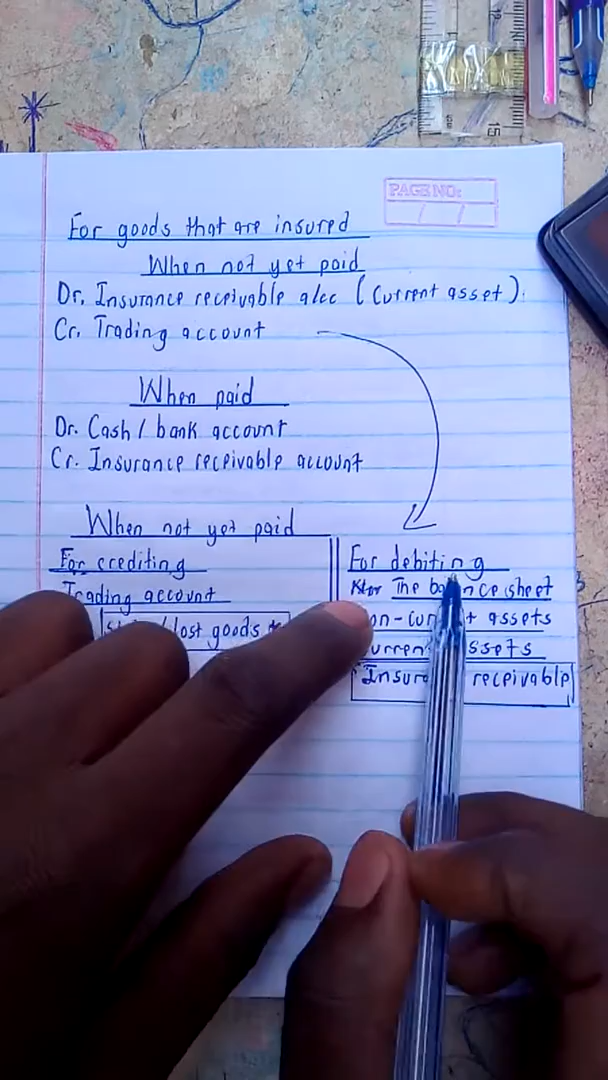 PAGE NO:
For goods that are insured
When not yet paid
Dr. Insurance receivable a/cc (Current asset).
Cr. Trading account
When paid
Dr. Cash/bank account
Cr. Insurance receivable account
When not yet paid
For crediting
Trading account
lost goods
For debiting
The balance sheet
assets
assets
receivable
15